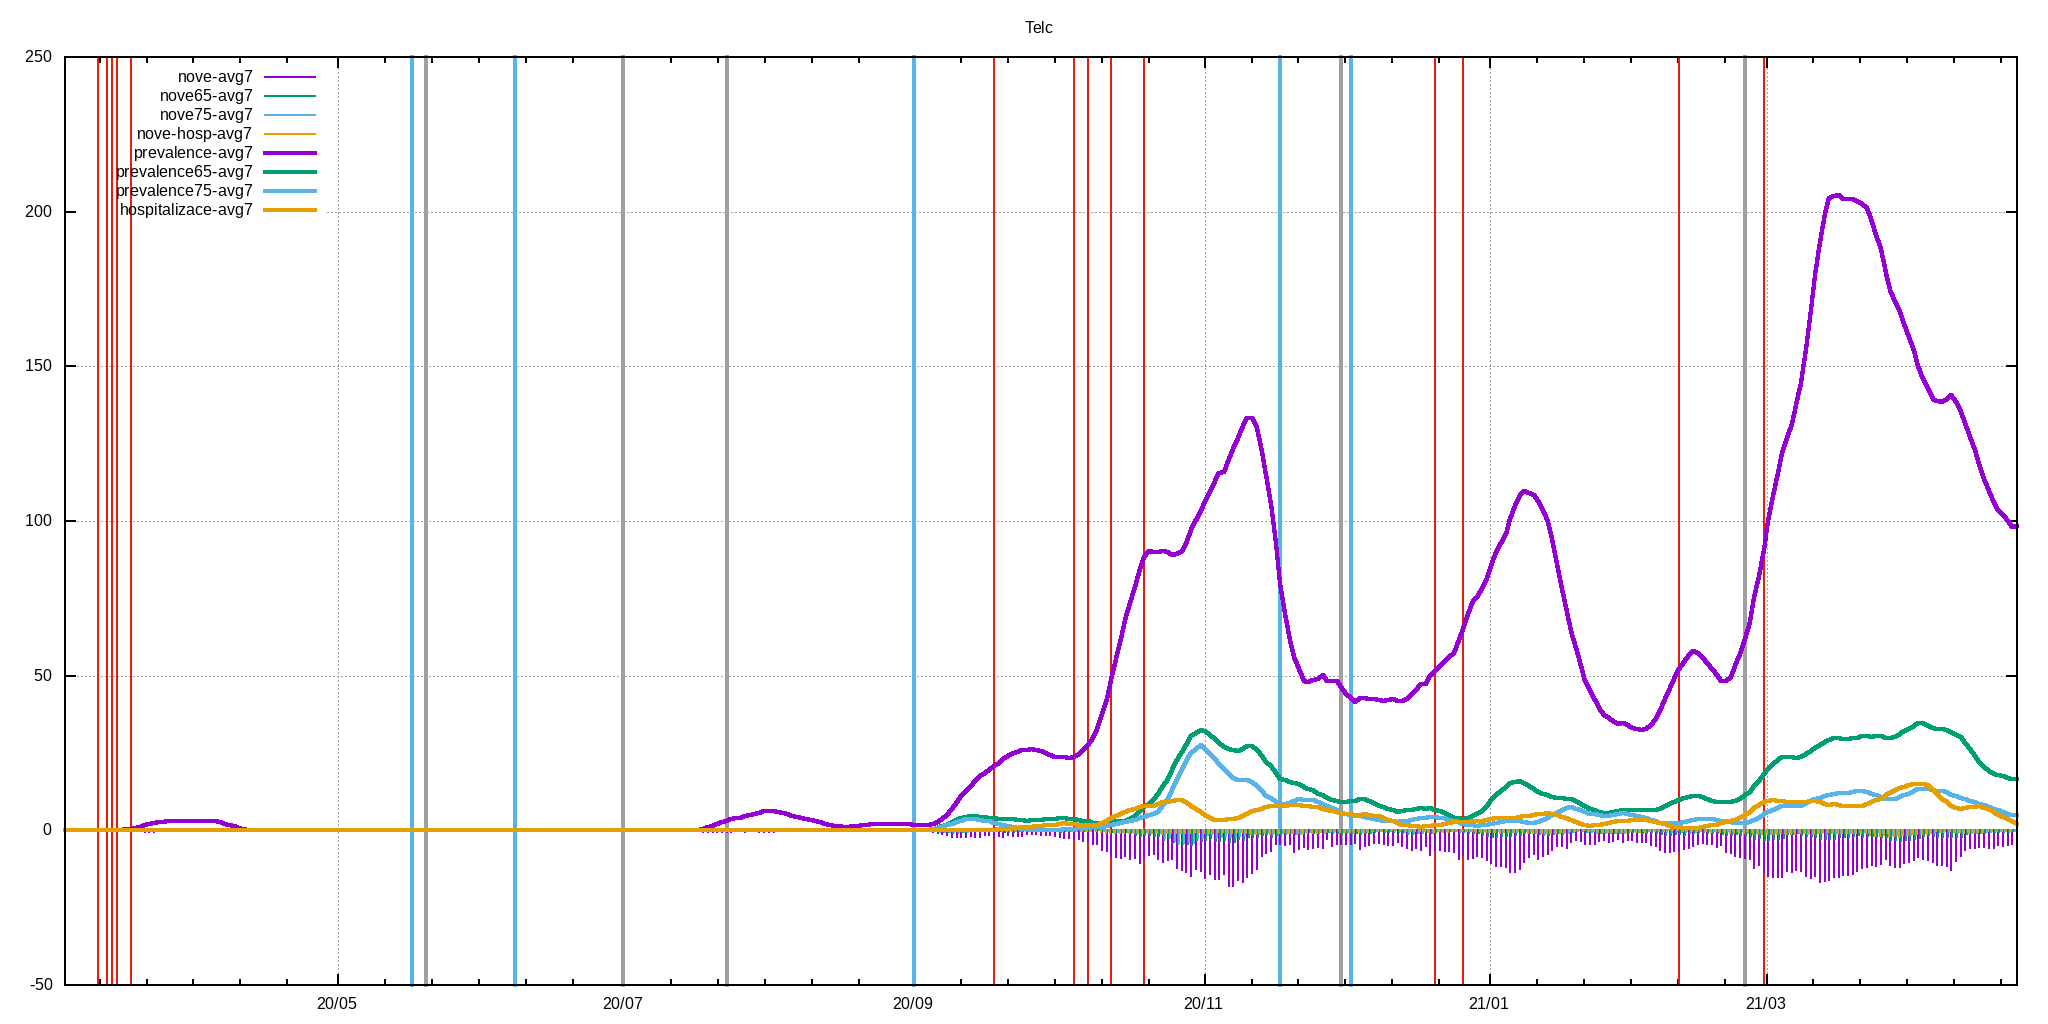 Telc
250
200
150
100
50
0
-50
nove-avg7
nove65-avg7
nove75-avg7
nove-hosp-avg7
prevalence-avg7
prevalence65-avg7
prevalence75-avg7
hospitalizace-avg7
20/05
20/07
20/09
20/11
21/01
21/03